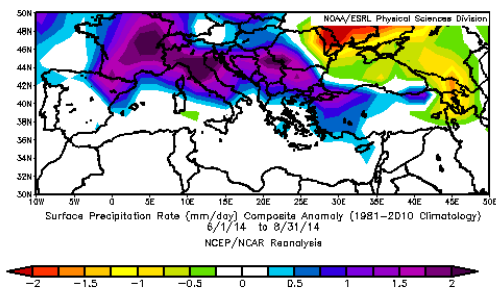 NOAA/ESRL Physical Sciences Division
50N
48N
46N
44N
42N
40N
38N
36N
34N
32N
30N
10W 5W 0 5E 10E 15E 20E 25E 30E 35E 40E 45E 50E
Surface Precipitation Rate (mm/day) Composite Anomaly (1981-2010 Climatology)
6/1/14 to 8/31/14
NCEP/NCAR Reanalysis
-2 -1.5 -1 -0.5 0 0.5 1 1.5 2